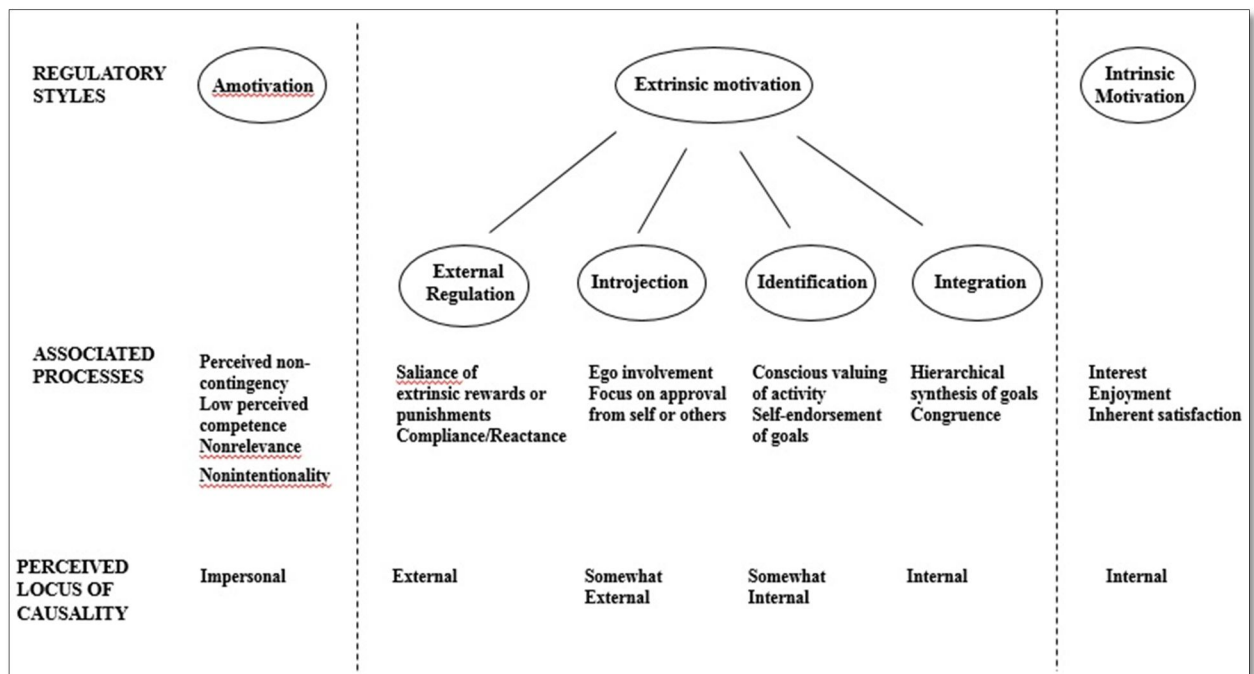 REGULATORY
STYLES
Amotivation
Extrinsic motivation
Intrinsic
Motivation
External
Regulation
Introjection
Identification
Integration
ASSOCIATED
PROCESSES
Perceived non-
contingency
Low perceived
competence
Nonrelevance
Nonintentionality
Saliance of
extrinsic rewards or
punishments
Compliance/Reactance
Ego involvement
Focus on approval
from self or others
Conscious valuing
of activity
Self-endorsement
of goals
Hierarchical
synthesis of goals
Congruence
Interest
Enjoyment
Inherent satisfaction
PERCEIVED
LOCUS OF
CAUSALITY
Impersonal
External
Somewhat
External
Somewhat
Internal
Internal
Internal